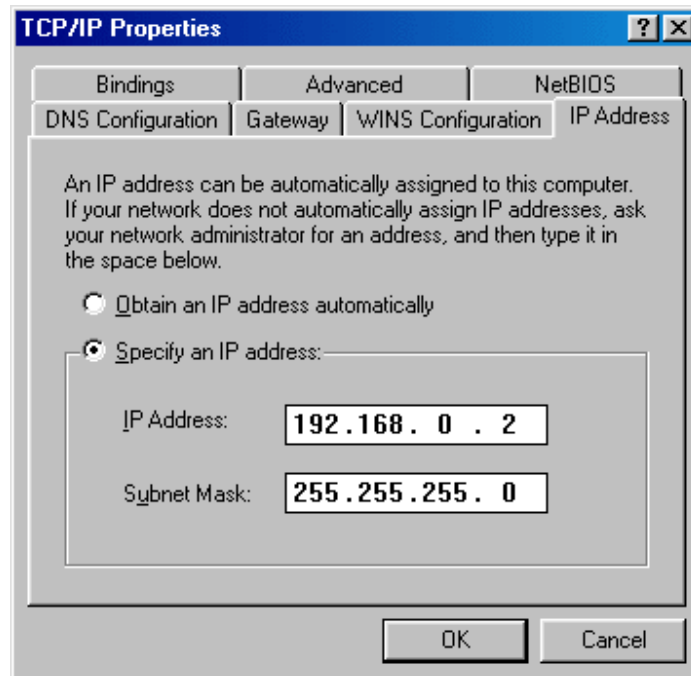 TCP/IP Properties
Bindings Advanced NetBIOS
DNS Configuration Gateway WINS Configuration IP Address
An IP address can be automatically assigned to this computer.
If your network does not automatically assign IP addresses, ask
your network administrator for an address, and then type it in
the space below.
Obtain an IP address automatically
Specify an IP address:
IP Address: 192.168. 0 . 2
Subnet Mask: 255.255.255. 0
OK Cancel